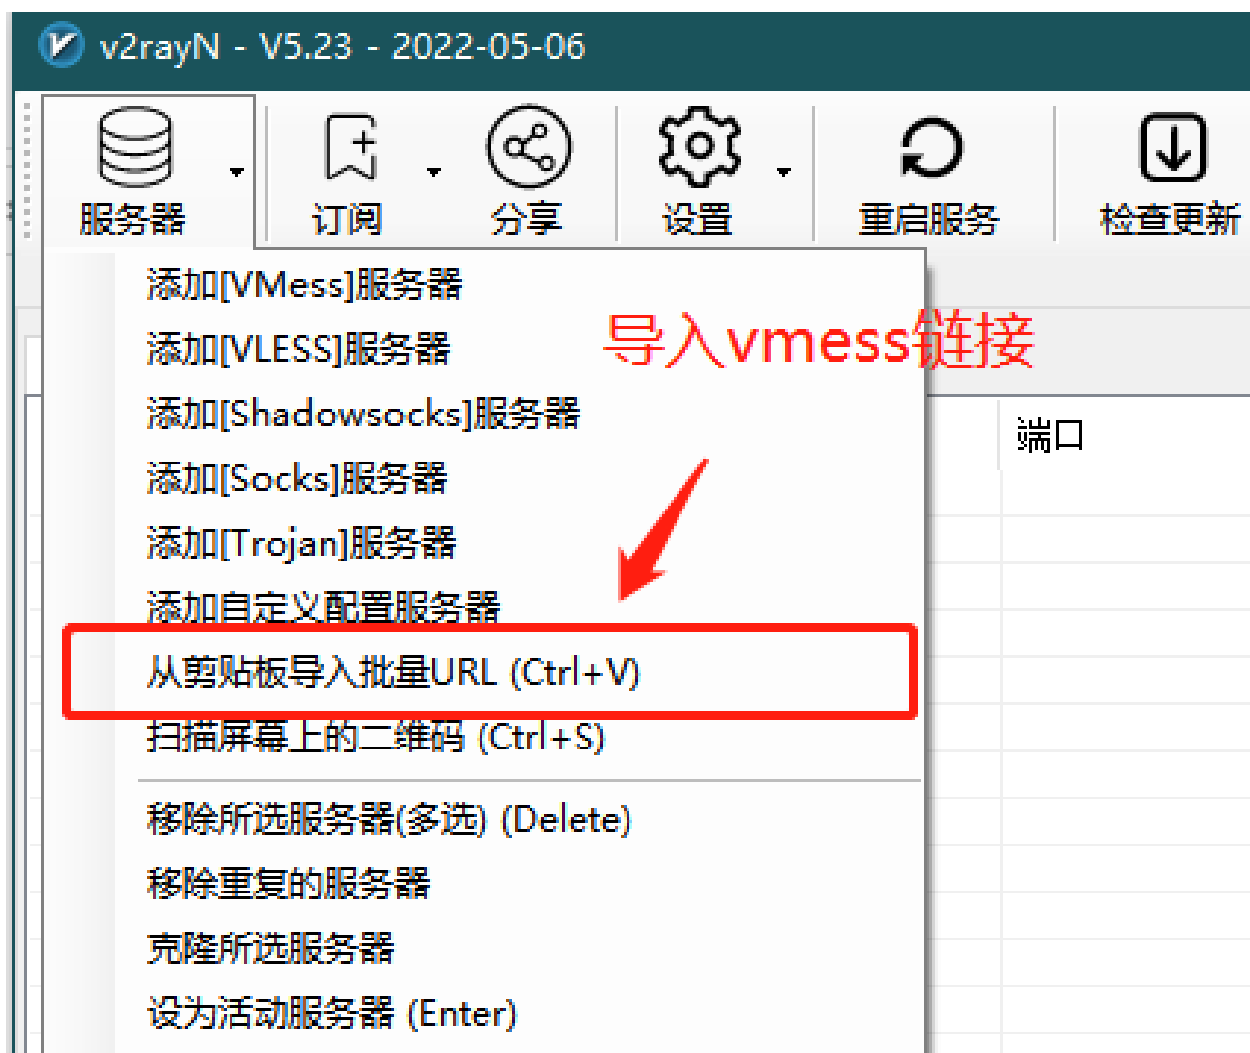 v2rayN - V5.23 - 2022-05-06
服务器 订阅 分享 设置 重启服务 检查更新
添加[VMess]服务器
导入vmess链接
添加[VLESS]服务器
添加[Shadowsocks]服务器
端口
添加[Socks]服务器
添加[Trojan]服务器
添加自定义配置服务器
从剪贴板导入批量URL (Ctrl+V)
扫描屏幕上的二维码 (Ctrl+S)
移除所选服务器(多选) (Delete)
移除重复的服务器
克隆所选服务器
设为活动服务器 (Enter)